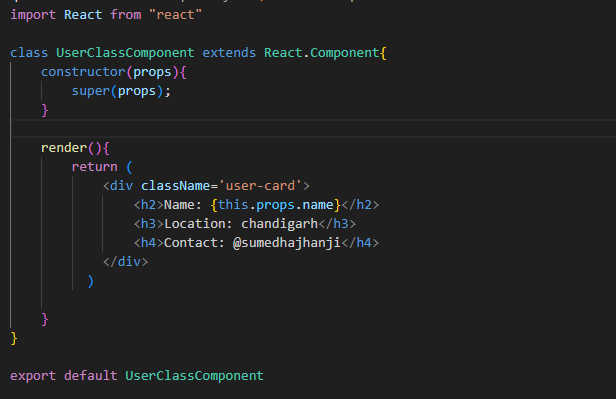 import React from "react"
class UserClassComponent extends React.Component{
constructor(props){
super(props);
}
render(){
return (
<div className='user-card'>
<h2>Name: {this.props.name}</h2>
<h3>Location: chandigarh</h3>
<h4>Contact: @sumedhajhanji</h4>
</div>
)
}
}
export default UserClassComponent